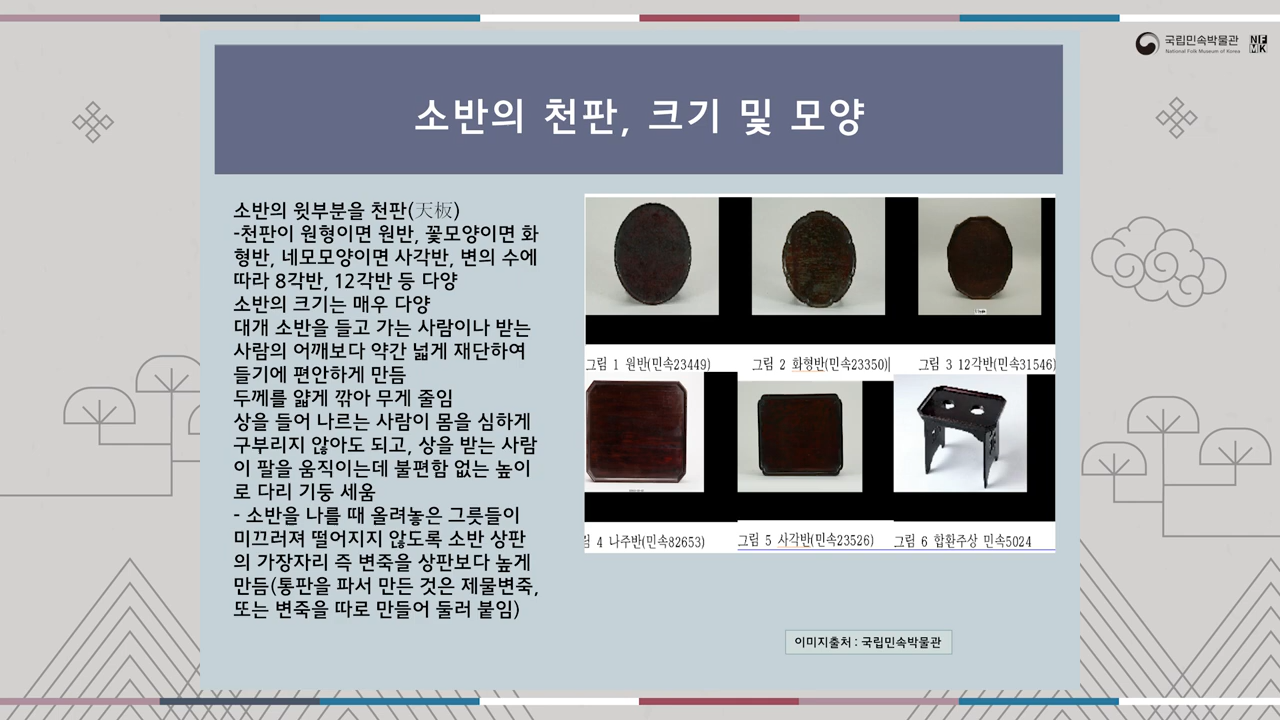 국립민속박물관
National Folk Museum of Korea
NF
MK
소반의 천판, 크기 및 모양
소반의 윗부분을 천판(天板)
-천판이 원형이면 원반, 꽃모양이면 화
형반, 네모모양이면 사각반, 변의 수에
따라 8각반, 12각반 등 다양
소반의 크기는 매우 다양
대개 소반을 들고 가는 사람이나 받는
사람의 어깨보다 약간 넓게 재단하여
들기에 편안하게 만듬
두께를 얇게 깎아 무게 줄임
상을 들어 나르는 사람이 몸을 심하게
구부리지 않아도 되고, 상을 받는 사람
이 팔을 움직이는데 불편함 없는 높이
로 다리 기둥 세움
- 소반을 나를 때 올려놓은 그릇들이
미끄러져 떨어지지 않도록 소반 상판
의 가장자리 즉 변죽을 상판보다 높게
만듬(통판을 파서 만든 것은 제물변죽,
또는 변죽을 따로 만들어 둘러 붙임)
그림 1 원반(민속23449)
그림 2 화형반(민속23350)
그림 3 12각반(민속31546)
림 4 나주반(민속82653)
그림 5 사각반(민속23526)
그림 6 합환주상 민속5024
이미지출처 : 국립민속박물관